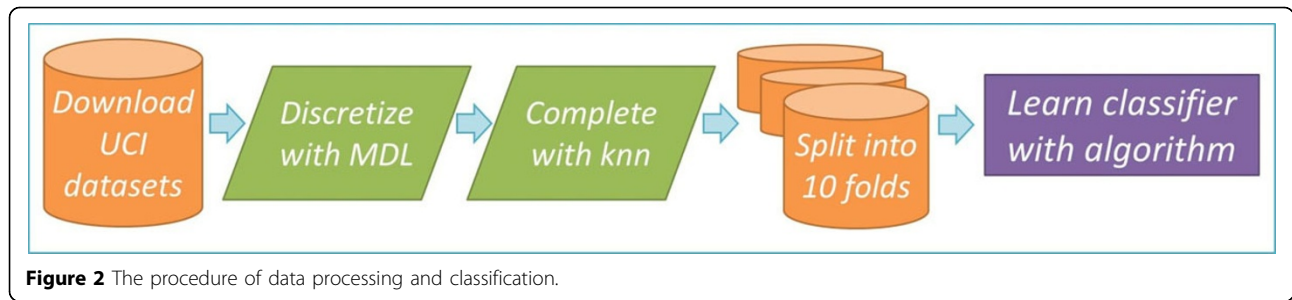 Download
UCI
datasets
Discretize
with MDL
Complete
with knn
Split into
10 folds
Learn classifier
with algorithm
Figure 2 The procedure of data processing and classification.